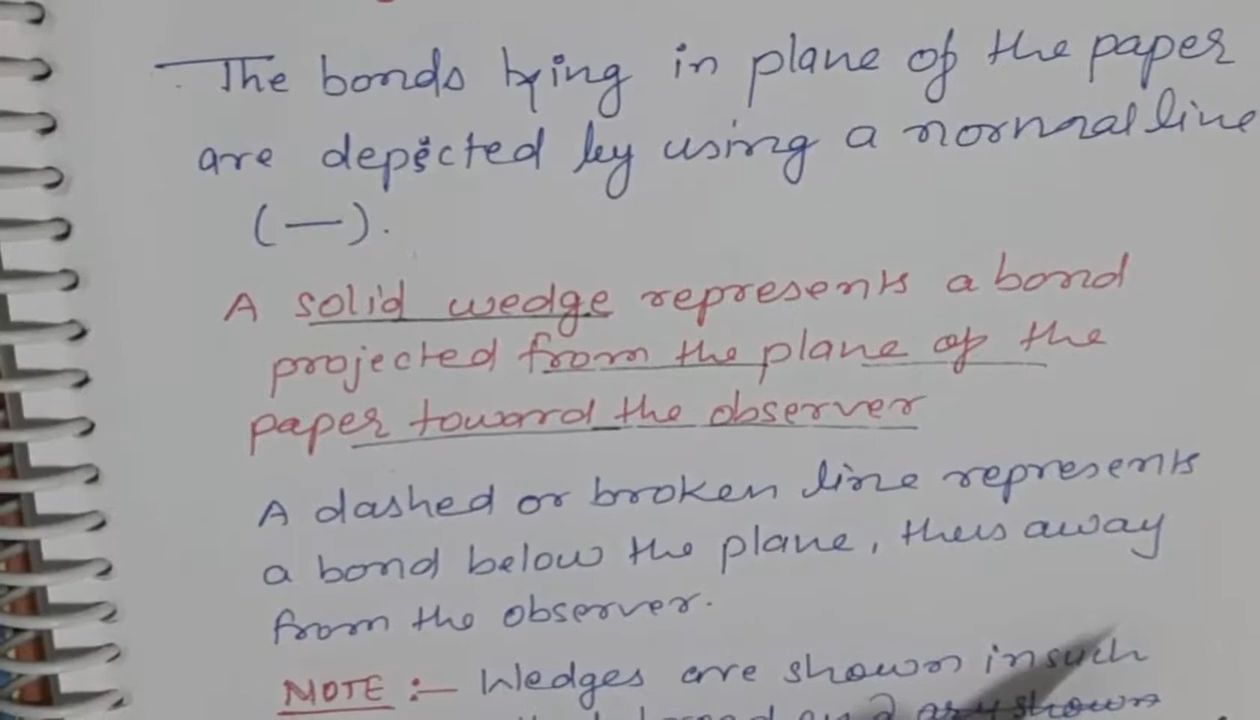 The bonds lying in plane of the paper
are depicted by using a normal line
(—).
A solid wedge represents a bond
projected from the plane of the
paper toward the observer
A dashed or broken line represents
a bond below the plane, thus away
from the observer.
NOTE :— Wedges are shown in such
shown